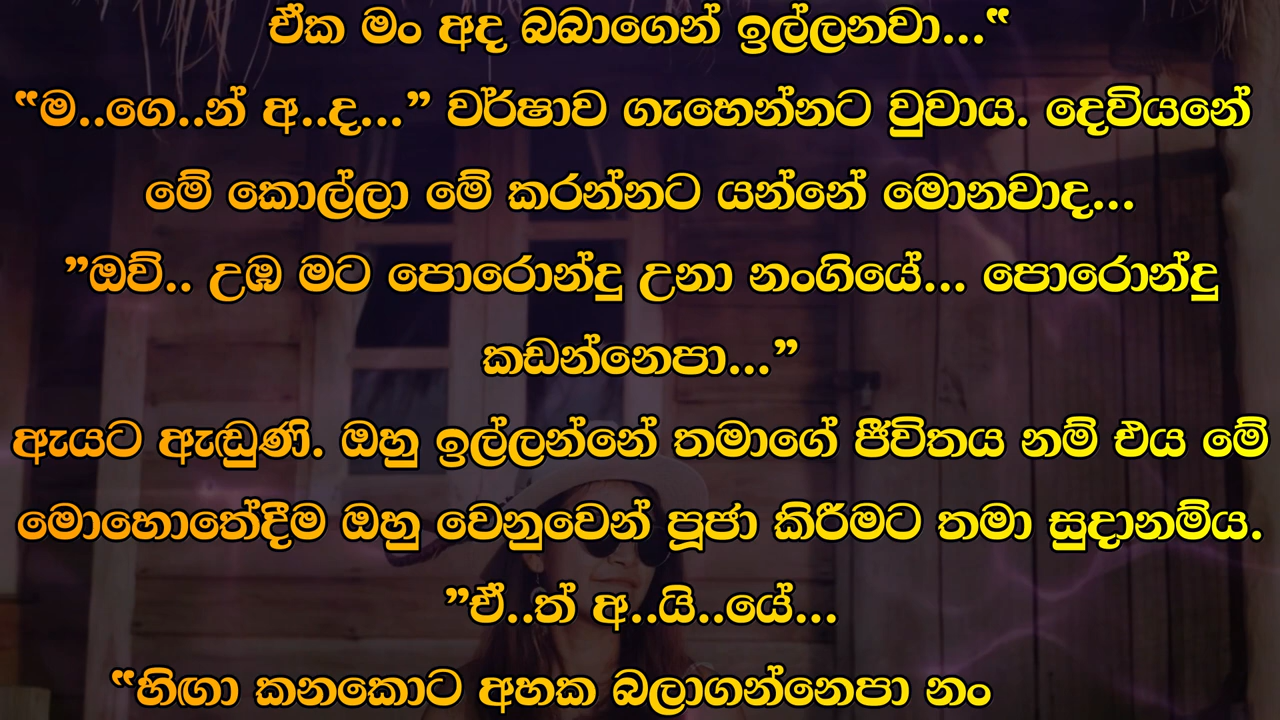 ඒක මං අද බබාගෙන් ඉල්ලනවා...“
“ම..ගෙ..න් අ..ද...” වර්ෂාව ගැහෙන්නට වුවාය. දෙවියනේ
මේ කොල්ලා මේ කරන්නට යන්නේ මොනවාද...
”ඔව්.. උඹ මට පොරොන්දු උනා නංගියේ... පොරොන්දු
කඩන්නෙපා...”
ඇයට ඇඬුණි. ඔහු ඉල්ලන්නේ තමාගේ ජීවිතය නම් එය මේ
මොහොතේදීම ඔහු වෙනුවෙන් පූජා කිරීමට තමා සුදානම්ය.
”ඒ..ත් අ..යි..යේ...
“හිඟා කනකොට අහක බලාගන්නෙපා නං